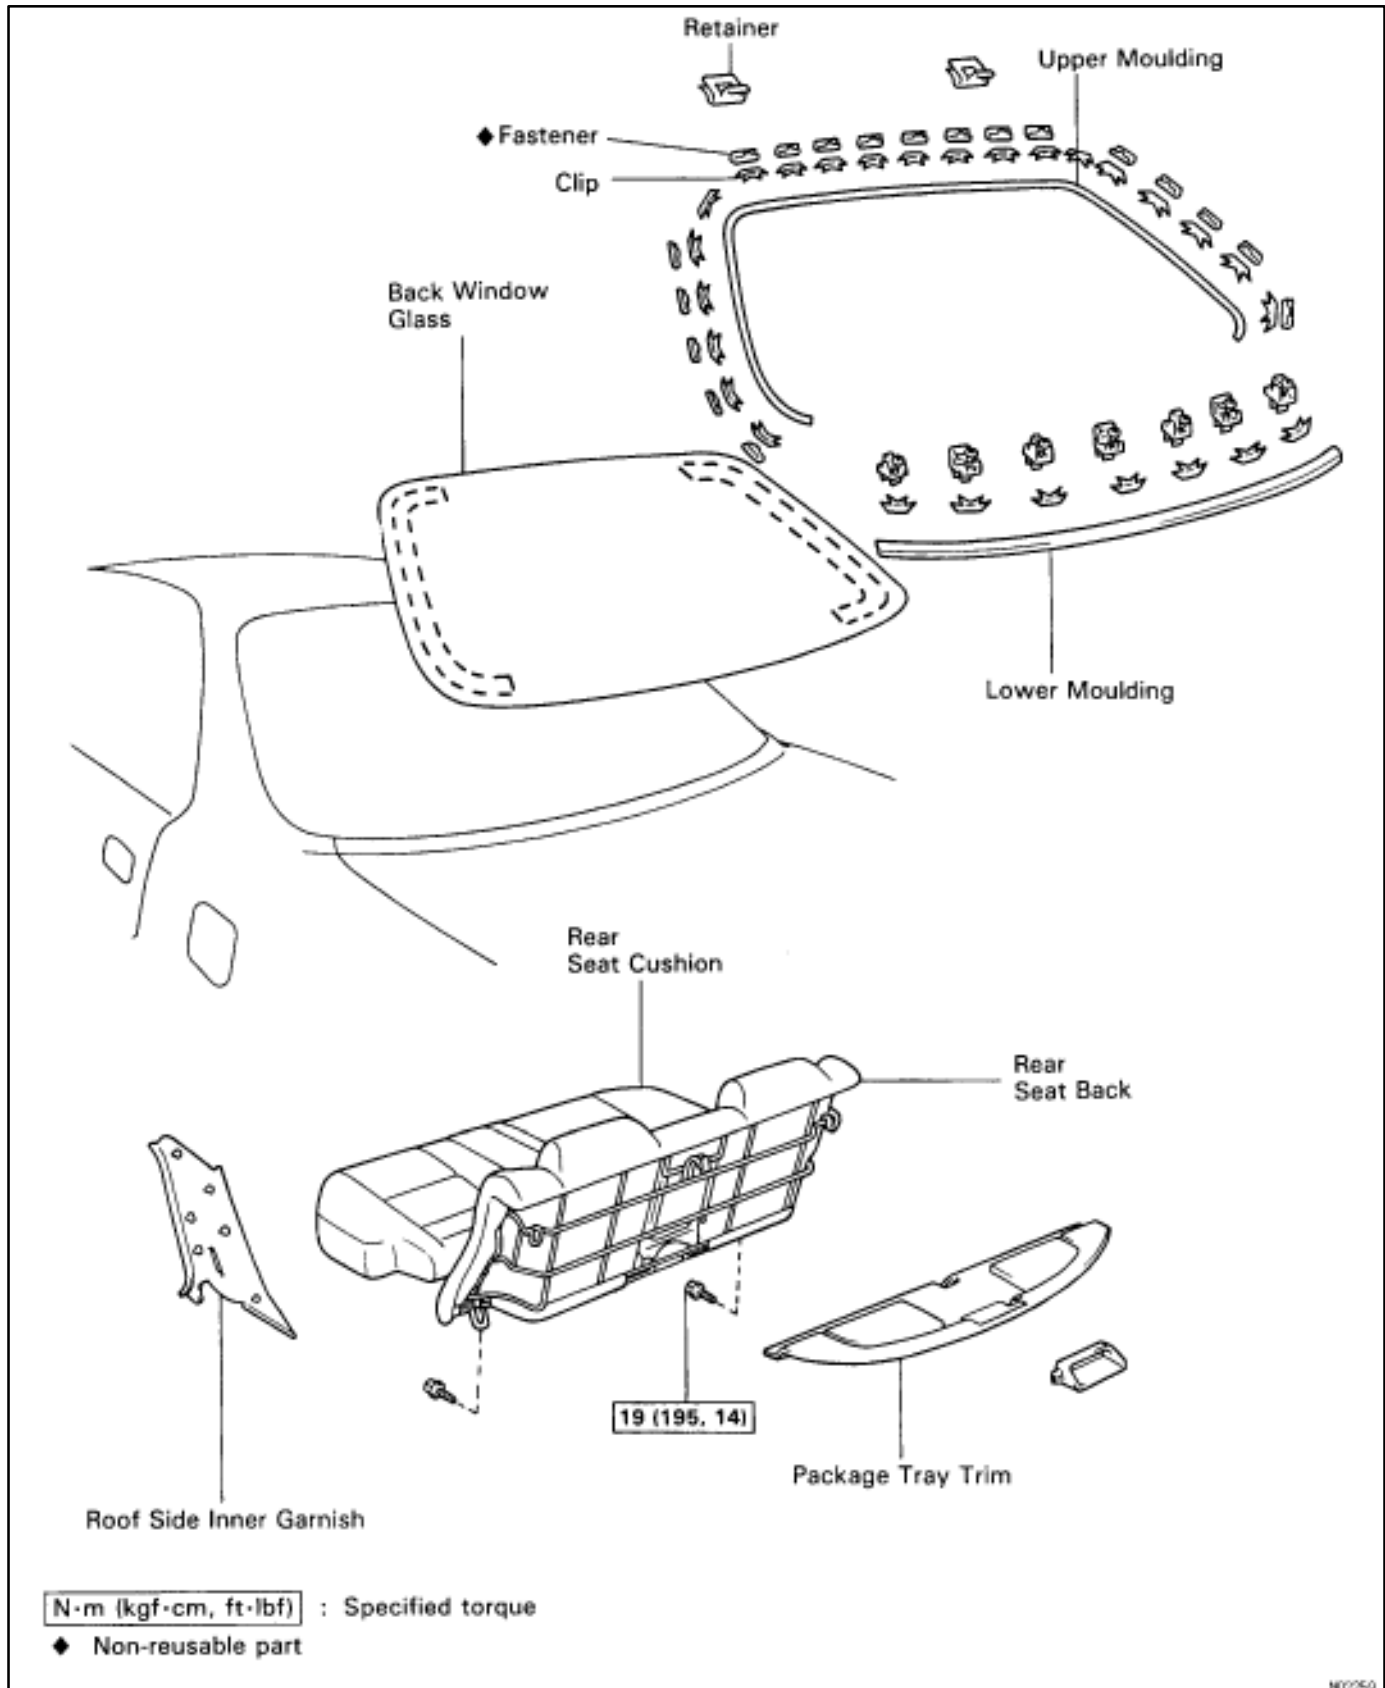 Retainer
Upper Moulding
◆Fastener
Clip
Back Window
Glass
Lower Moulding
Rear
Seat Cushion
Rear
Seat Back
19 (195, 14)
Package Tray Trim
Roof Side Inner Garnish
N·m (kgf·cm, ft·lbf) : Specified torque
◆ Non-reusable part